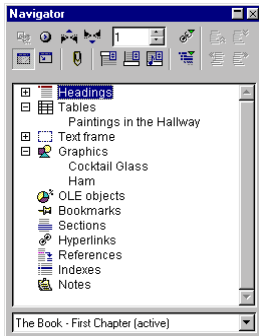 Navigator
1
Headings
Tables
Paintings in the Hallway
Text frame
Graphics
Cocktail Glass
Ham
OLE objects
Bookmarks
Sections
Hyperlinks
References
Indexes
Notes
The Book - First Chapter (active)